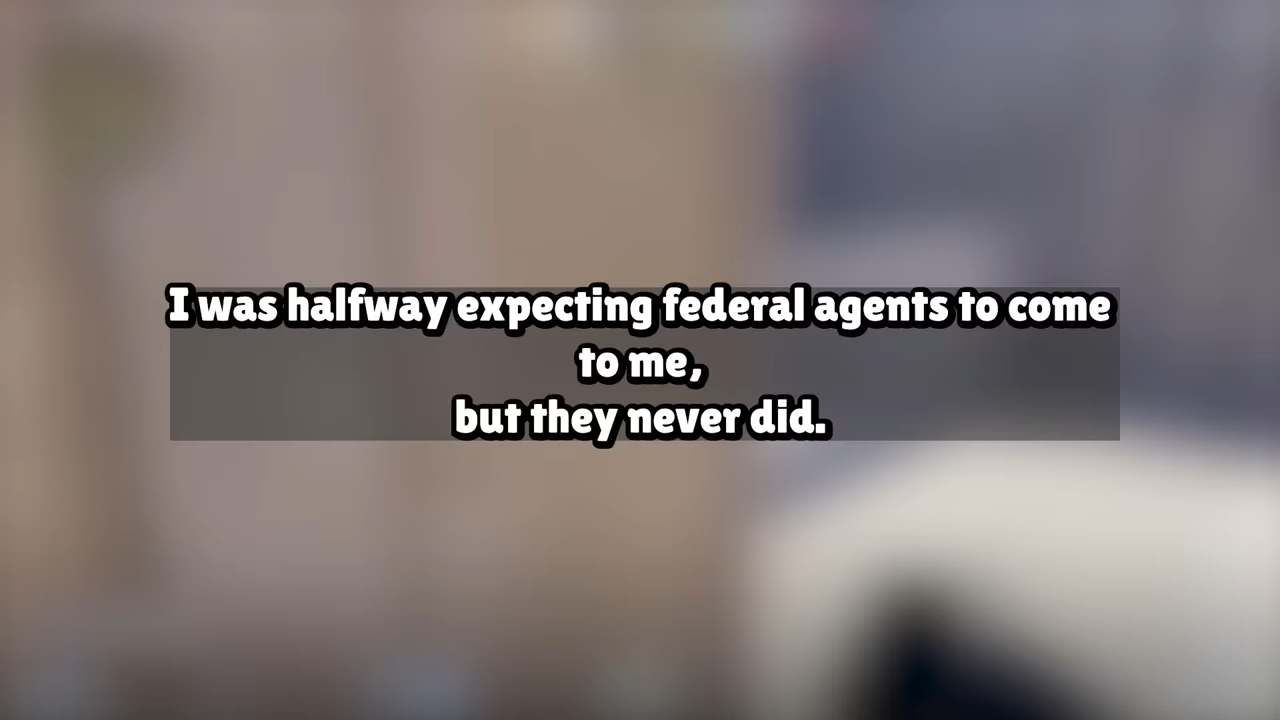 I was halfway expecting federal agents to come
to me,
but they never did.